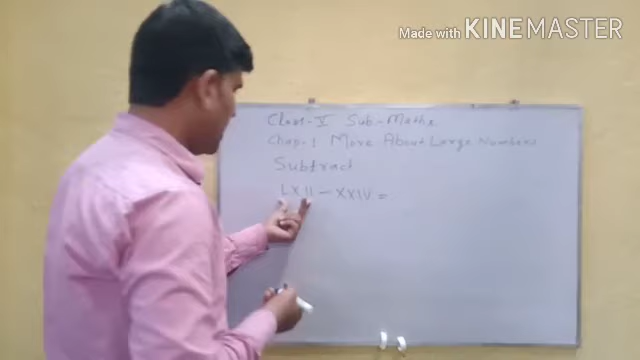 Made with KINEMASTER
Class-V Sub-Maths
Chap-1 More About Large Numbers
Subtract
LXII - XXIV =